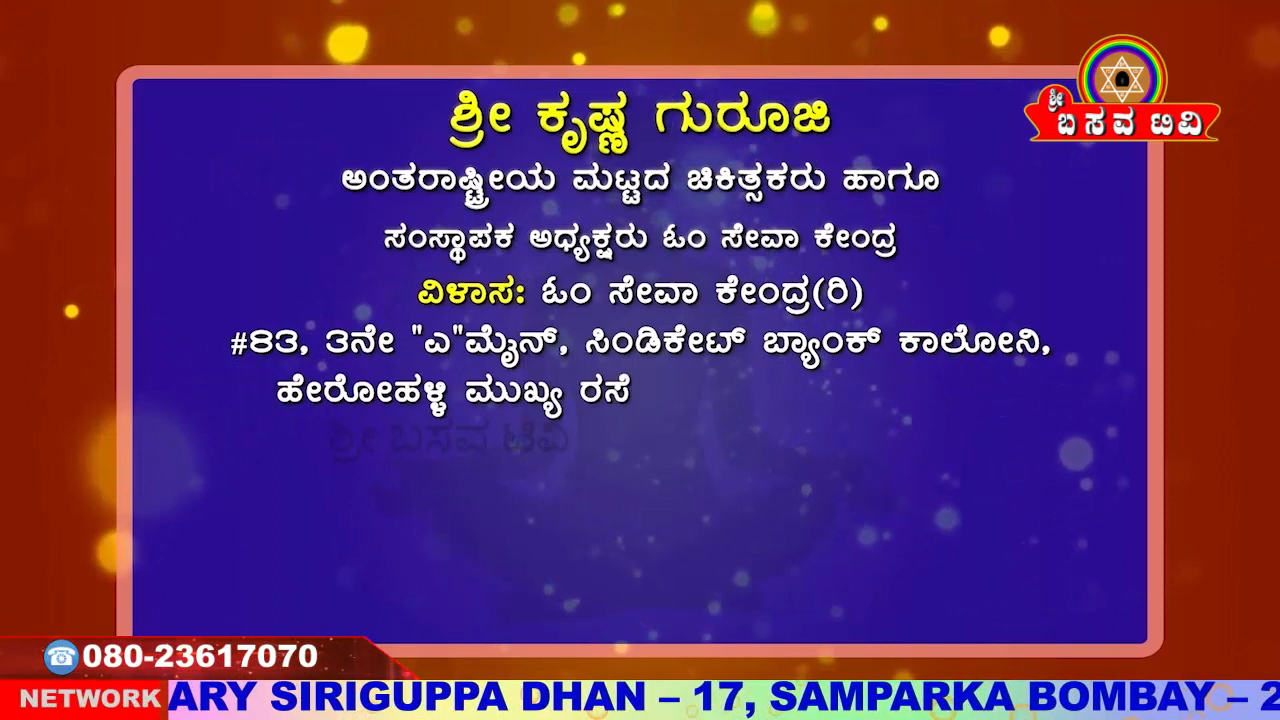 ಶ್ರೀ ಕೃಷ್ಣ ಗುರೂಜಿ
ಶ್ರೀ
ಬಸವ ಟಿವಿ
ಅಂತರಾಷ್ಟ್ರೀಯ ಮಟ್ಟದ ಚಿಕಿತ್ಸಕರು ಹಾಗೂ
ಸಂಸ್ಥಾಪಕ ಅಧ್ಯಕ್ಷರು ಓಂ ಸೇವಾ ಕೇಂದ್ರ
ವಿಳಾಸ: ಓಂ ಸೇವಾ ಕೇಂದ್ರ(ರಿ)
#83, 3ನೇ "ಎ"ಮೈನ್, ಸಿಂಡಿಕೇಟ್ ಬ್ಯಾಂಕ್ ಕಾಲೋನಿ,
ಹೇರೋಹಳ್ಳಿ ಮುಖ್ಯ ರಸೆ
ಶ್ರೀ ಬಸವ ಟಿವಿ
☎080-23617070
NETWORK ARY SIRIGUPPA DHAN – 17, SAMPARKA BOMBAY – 2